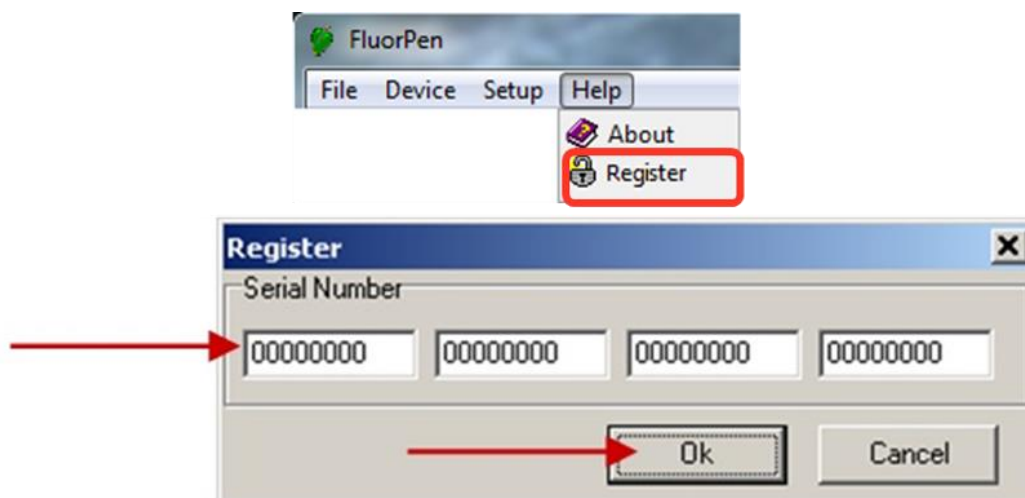 FluorPen
File Device Setup Help
About
Register
Register
Serial Number
00000000 00000000 00000000 00000000
Ok Cancel